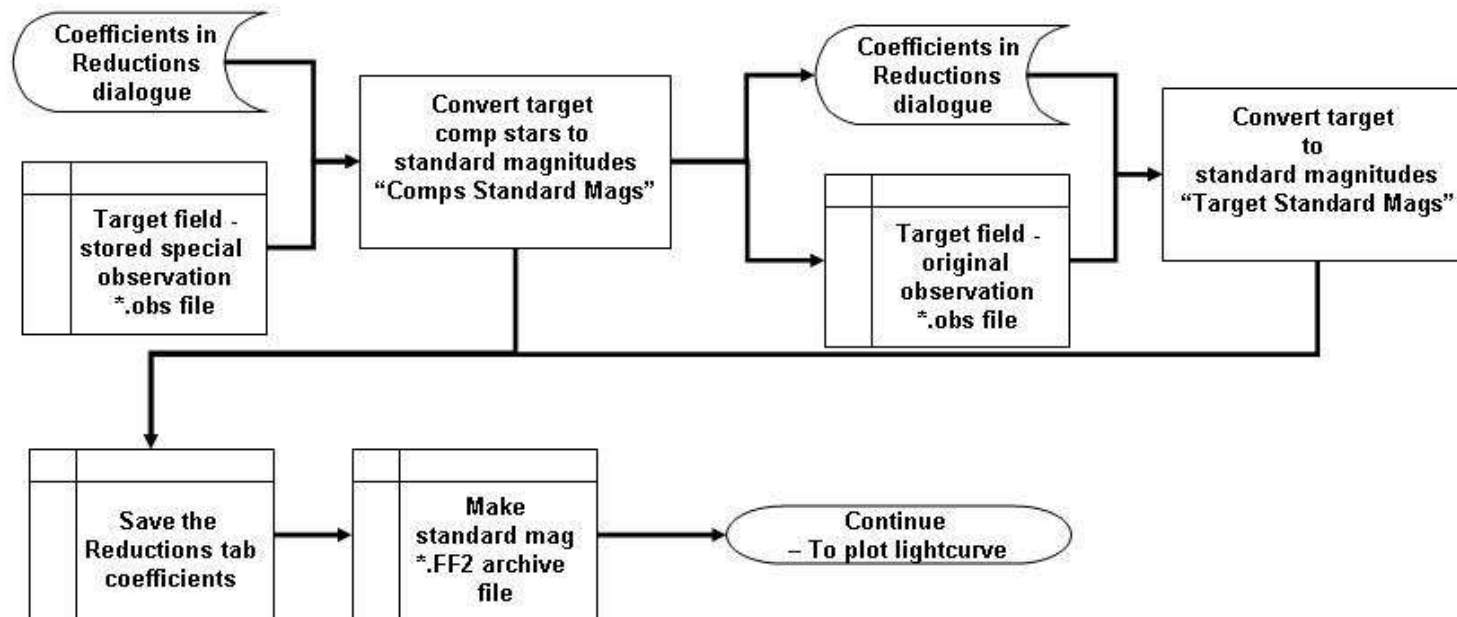 Coefficients in
Reductions
dialogue
Target field -
stored special
observation
*.obs file
Convert target
comp stars to
standard magnitudes
“Comps Standard Mags”
Coefficients in
Reductions
dialogue
Target field -
original
observation
*.obs file
Convert target
to
standard magnitudes
“Target Standard Mags”
Save the
Reductions tab
coefficients
Make
standard mag
*.FF2 archive
file
Continue
– To plot lightcurve